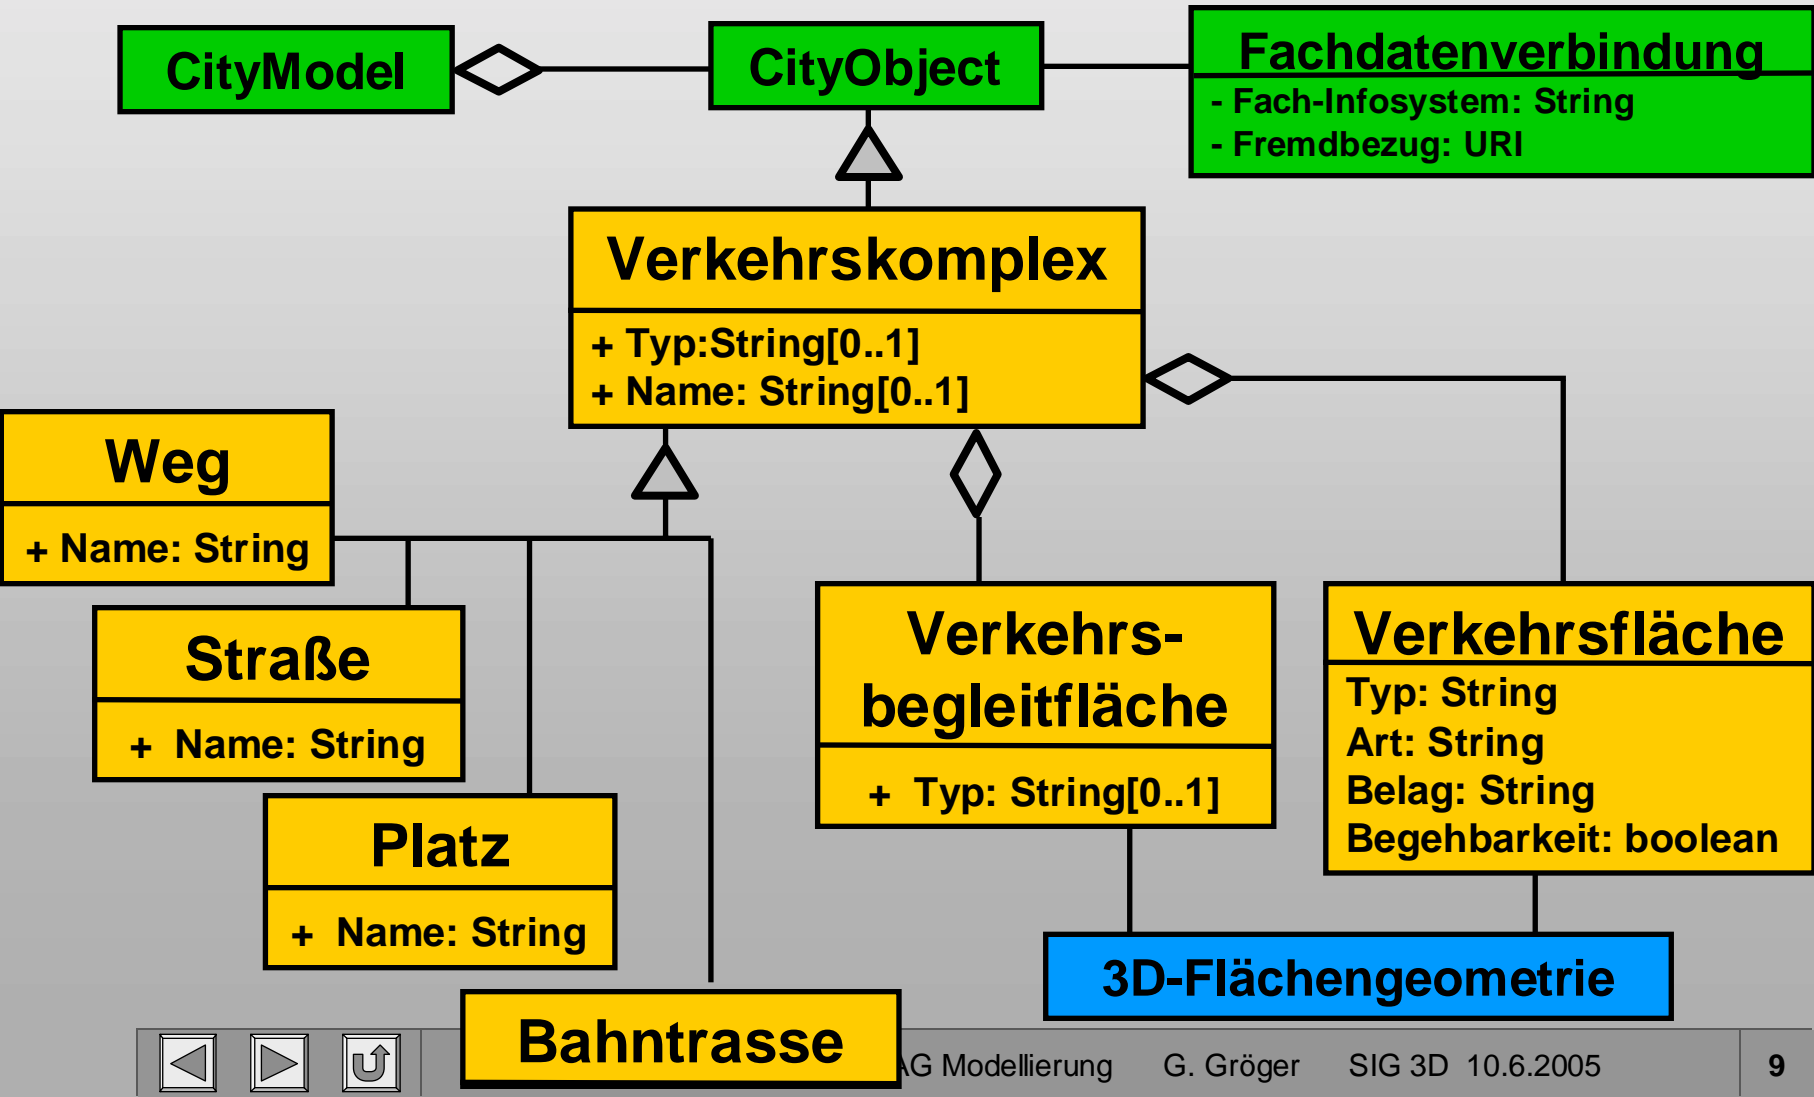 CityModel
CityObject
Fachdatenverbindung
- Fach-Infosystem: String
- Fremdbezug: URI
Verkehrskomplex
+ Typ:String[0..1]
+ Name: String[0..1]
Weg
+ Name: String
Straße
+ Name: String
Platz
+ Name: String
Bahntrasse
Verkehrs-
begleitfläche
+ Typ: String[0..1]
Verkehrsfläche
Typ: String
Art: String
Belag: String
Begehbarkeit: boolean
3D-Flächengeometrie
AG Modellierung G. Gröger SIG 3D 10.6.2005
9